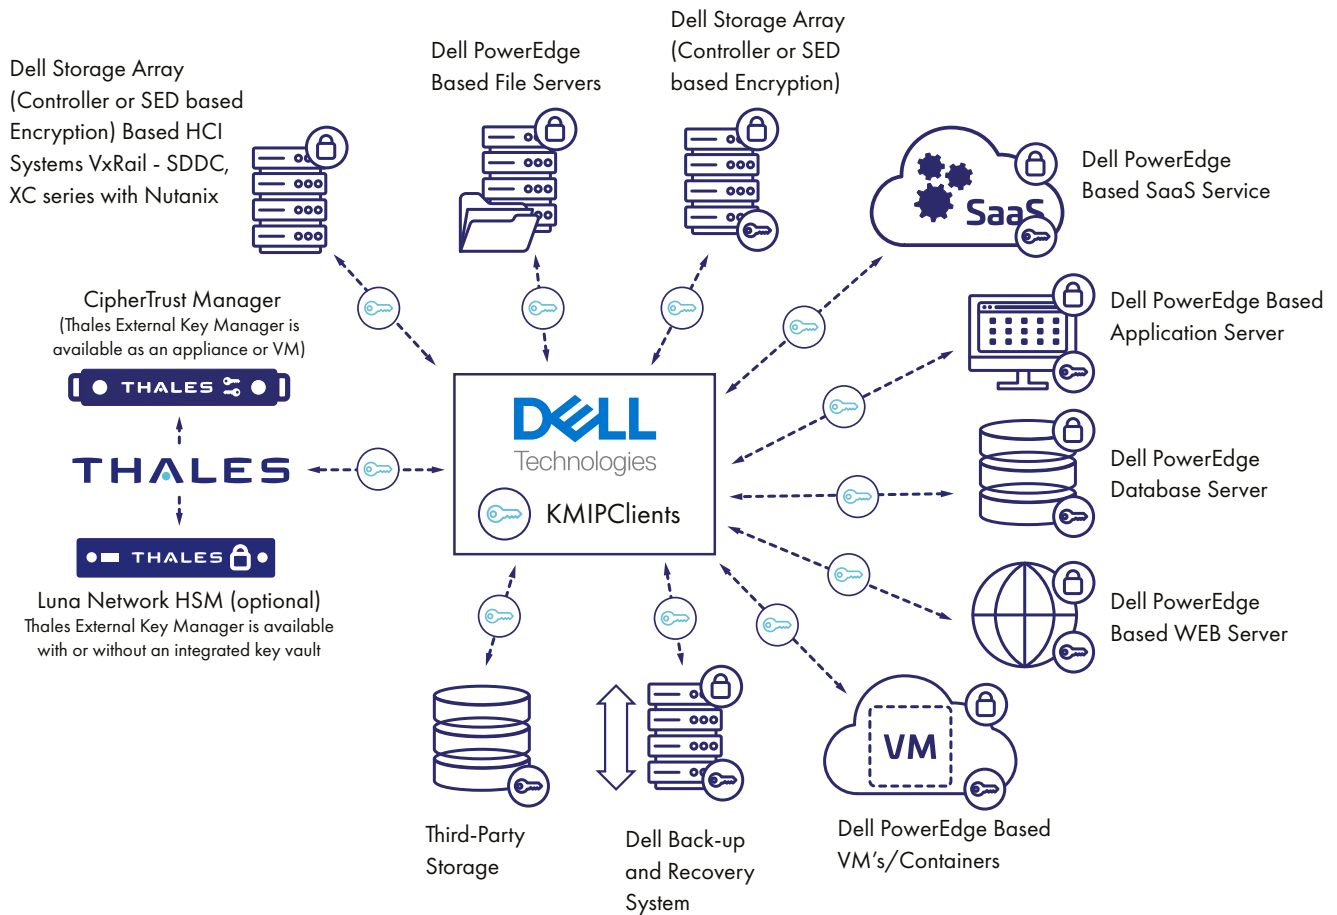 Dell Storage Array
(Controller or SED based
Encryption) Based HCI
Systems VxRail - SDDC,
XC series with Nutanix
Dell PowerEdge
Based File Servers
Dell Storage Array
(Controller or SED
based Encryption)
SaaS
Dell PowerEdge
Based SaaS Service
CipherTrust Manager
(Thales External Key Manager is
available as an appliance or VM)
THALES
THALES
THALES
Luna Network HSM (optional)
Thales External Key Manager is available
with or without an integrated key vault
DELL
Technologies
KMIPClients
Dell PowerEdge Based
Application Server
Dell PowerEdge
Database Server
Dell PowerEdge
Based WEB Server
Third-Party
Storage
Dell Back-up
and Recovery
System
VM
Dell PowerEdge Based
VM's/Containers